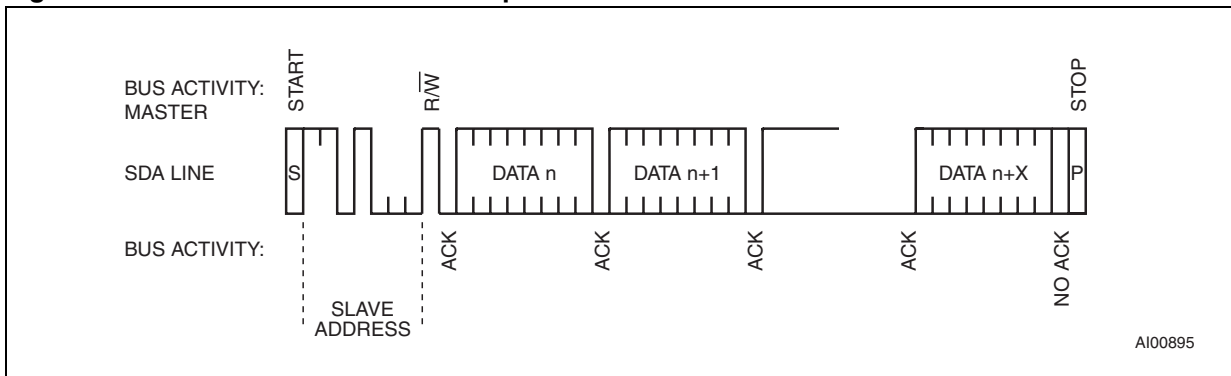 BUS ACTIVITY:
MASTER
START
R/W
STOP
SDA LINE
S
DATA n
DATA n+1
DATA n+X
P
BUS ACTIVITY:
ACK
ACK
ACK
ACK
NO ACK
SLAVE
ADDRESS
AI00895